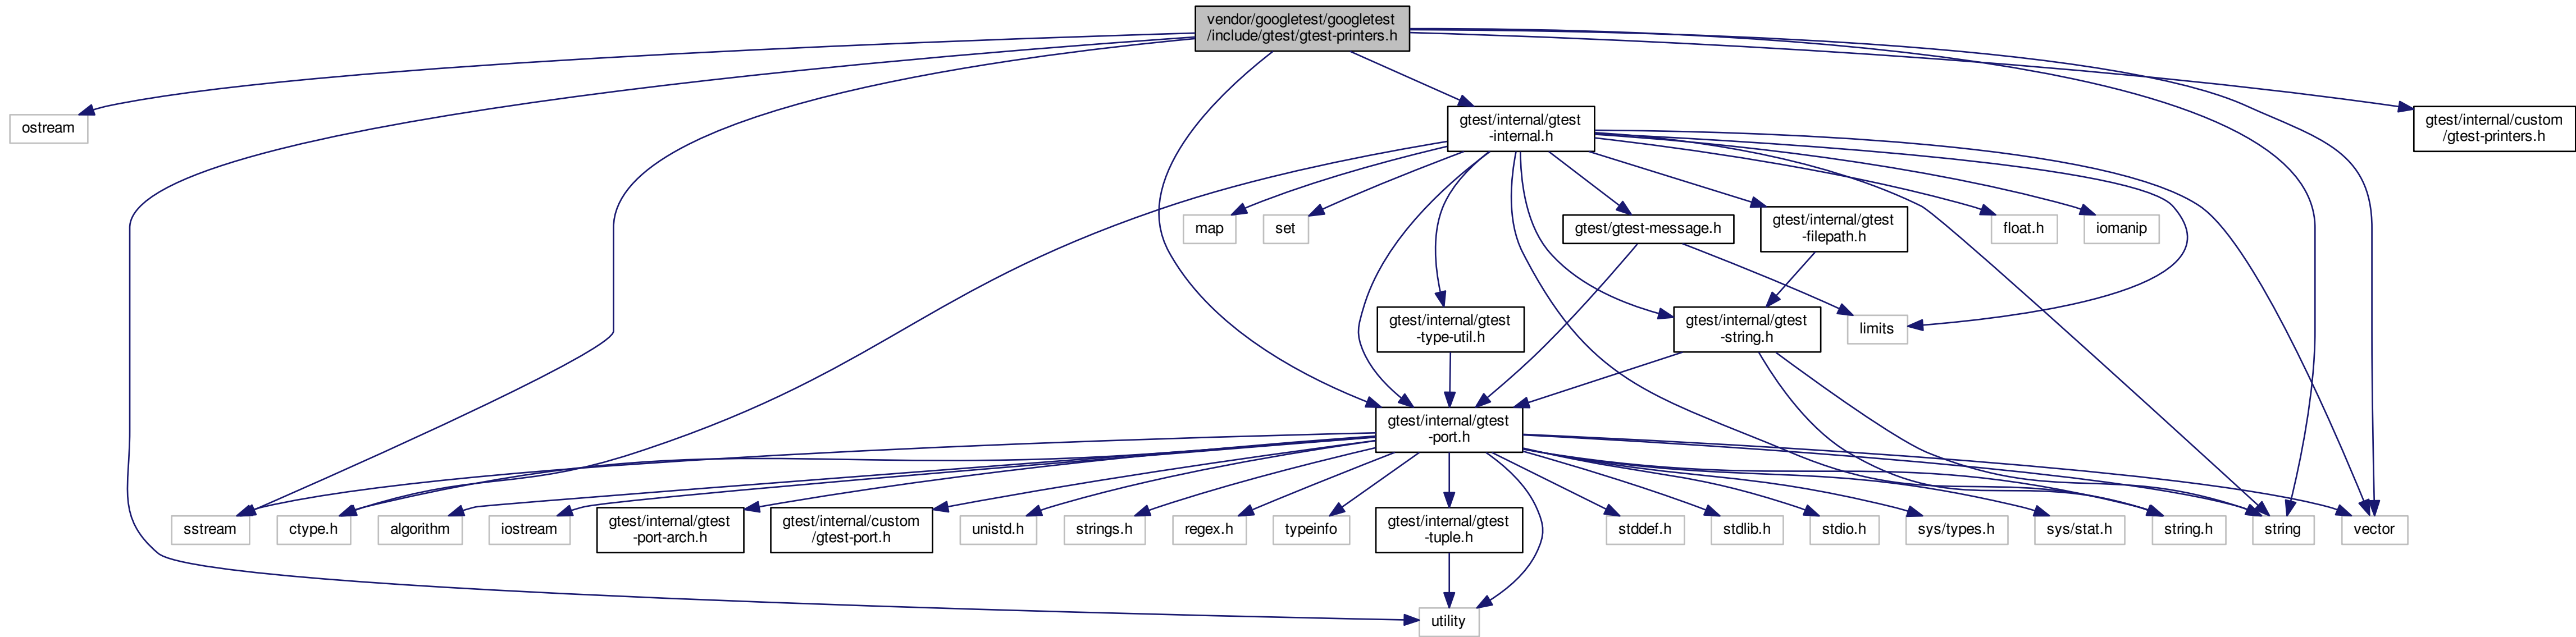 vendor/googletest/googletest
/include/gtest/gtest-printers.h
ostream
gtest/internal/gtest
-internal.h
gtest/internal/custom
/gtest-printers.h
map
set
gtest/gtest-message.h
gtest/internal/gtest
-filepath.h
float.h
iomanip
gtest/internal/gtest
-type-util.h
gtest/internal/gtest
-string.h
limits
gtest/internal/gtest
-port.h
sstream
ctype.h
algorithm
iostream
gtest/internal/gtest
-port-arch.h
gtest/internal/custom
/gtest-port.h
unistd.h
strings.h
regex.h
typeinfo
gtest/internal/gtest
-tuple.h
stddef.h
stdlib.h
stdio.h
sys/types.h
sys/stat.h
string.h
string
vector
utility